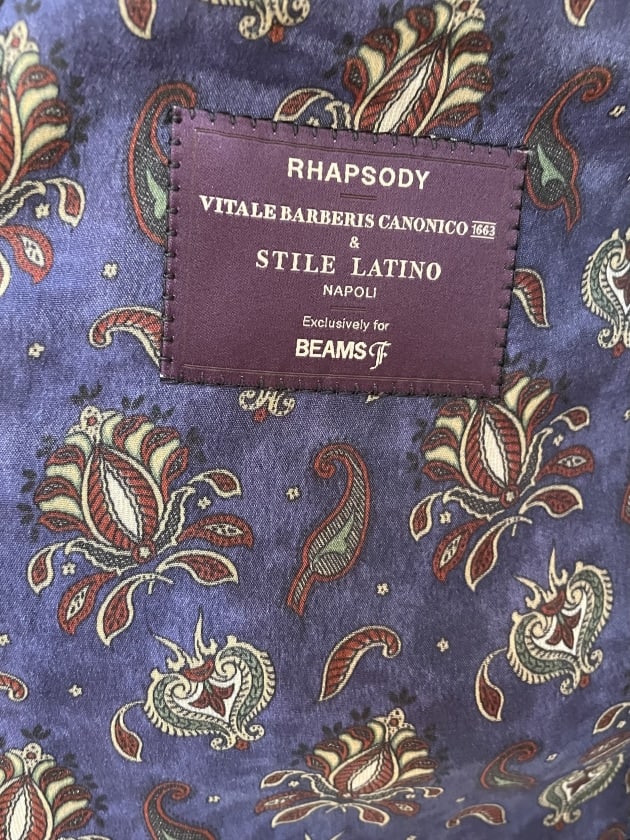 RHAPSODY
VITALE BARBERIS CANONICO 1663
&
STILE LATINO
NAPOLI
Exclusively for
BEAMS F